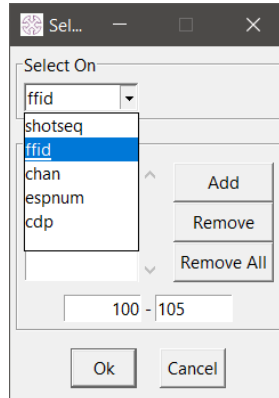 Sel...
Select On
ffid
shotseq
ffid
chan
espnum
cdp
Add
Remove
Remove All
100 - 105
Ok Cancel